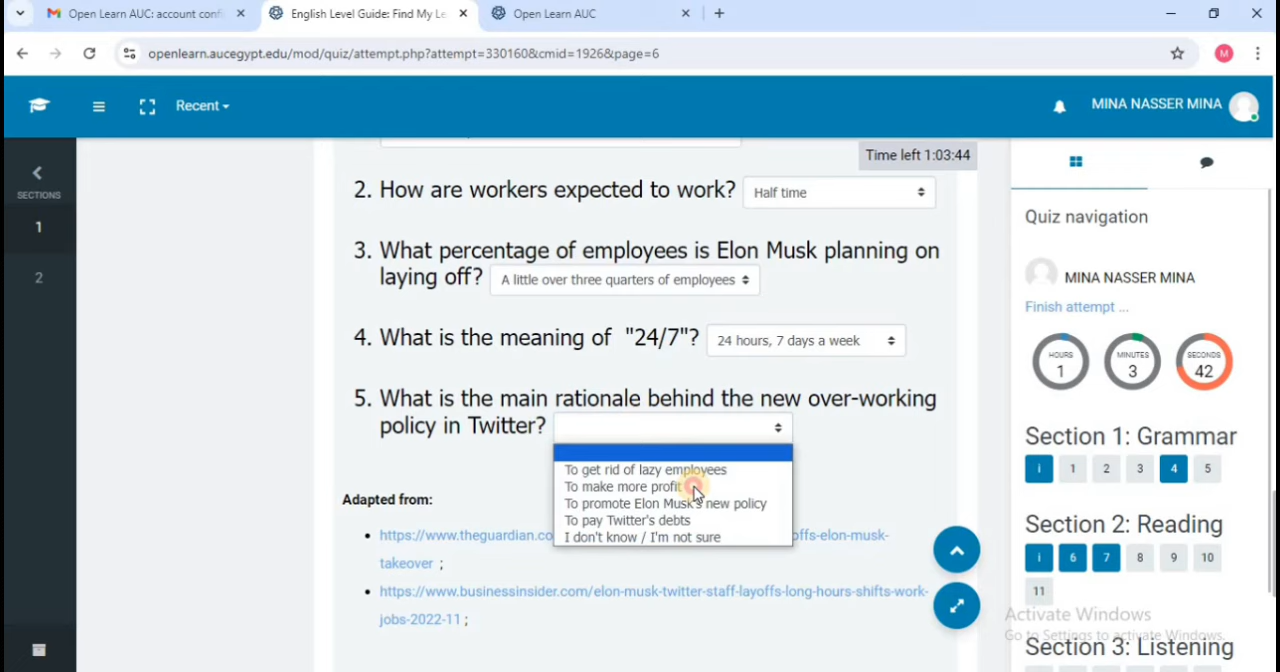 Open Learn AUC: account conf
English Level Guide: Find My Le
Open Learn AUC
openlearn.aucegypt.edu/mod/quiz/attempt.php?attempt=330160&cmid=1926&page=6
M
Recent
MINA NASSER MINA
SECTIONS
1
2
Time left 1:03:44
2. How are workers expected to work? Half time
3. What percentage of employees is Elon Musk planning on
laying off? A little over three quarters of employees
4. What is the meaning of "24/7"? 24 hours, 7 days a week
5. What is the main rationale behind the new over-working
policy in Twitter?
To get rid of lazy employees
To make more profit
To promote Elon Musk's new policy
To pay Twitter's debts
I don't know / I'm not sure
Adapted from:
https://www.theguardian.co offs-elon-musk-
takeover ;
https://www.businessinsider.com/elon-musk-twitter-staff-layoffs-long-hours-shifts-work-
jobs-2022-11 ;
Quiz navigation
MINA NASSER MINA
Finish attempt ...
HOURS
1
MINUTES
3
SECONDS
42
Section 1: Grammar
i 1 2 3 4 5
Section 2: Reading
i 6 7 8 9 10
11
Activate Windows
Go to Settings to activate Windows.
Section 3: Listening